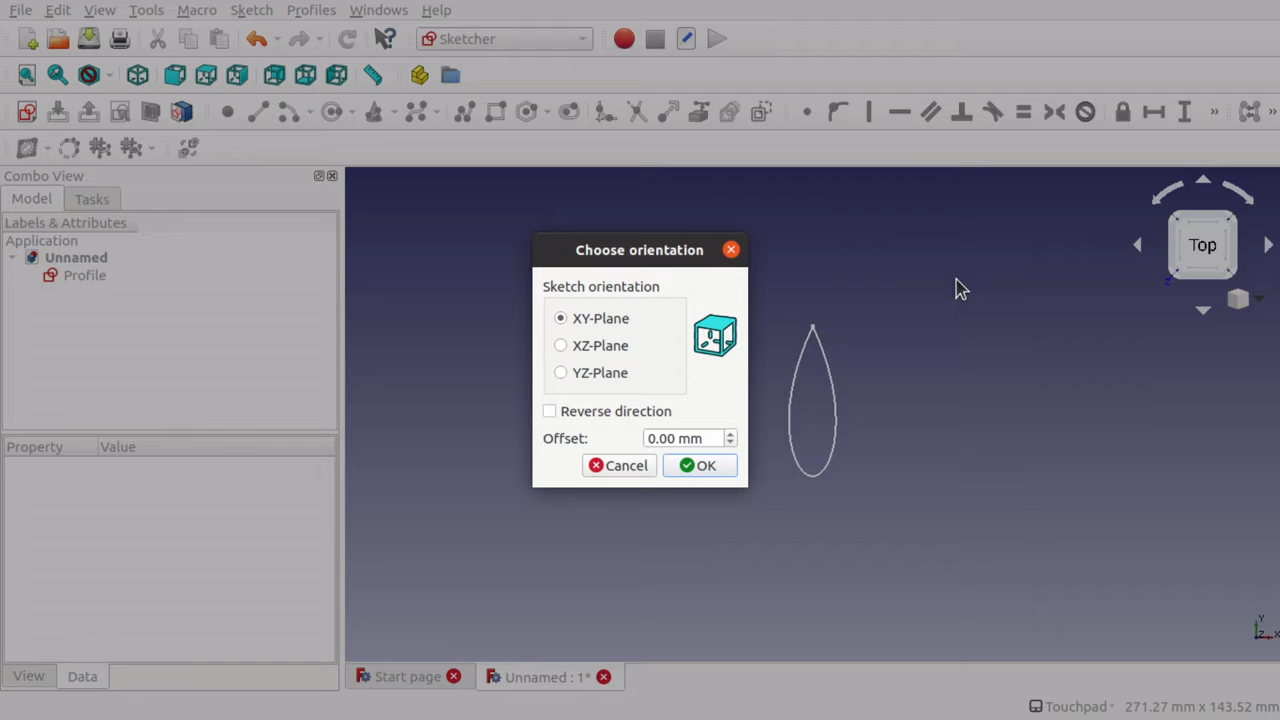 File Edit View Tools Macro Sketch Profiles Windows Help
Sketcher
Combo View
Model Tasks
Labels & Attributes
Application
Unnamed
Profile
Property Value
View Data
Choose orientation
Sketch orientation
XY-Plane
XZ-Plane
YZ-Plane
Reverse direction
Offset: 0.00 mm
Cancel OK
Top
Z
Y
Z X
Start page Unnamed : 1*
Touchpad 271.27 mm x 143.52 mm